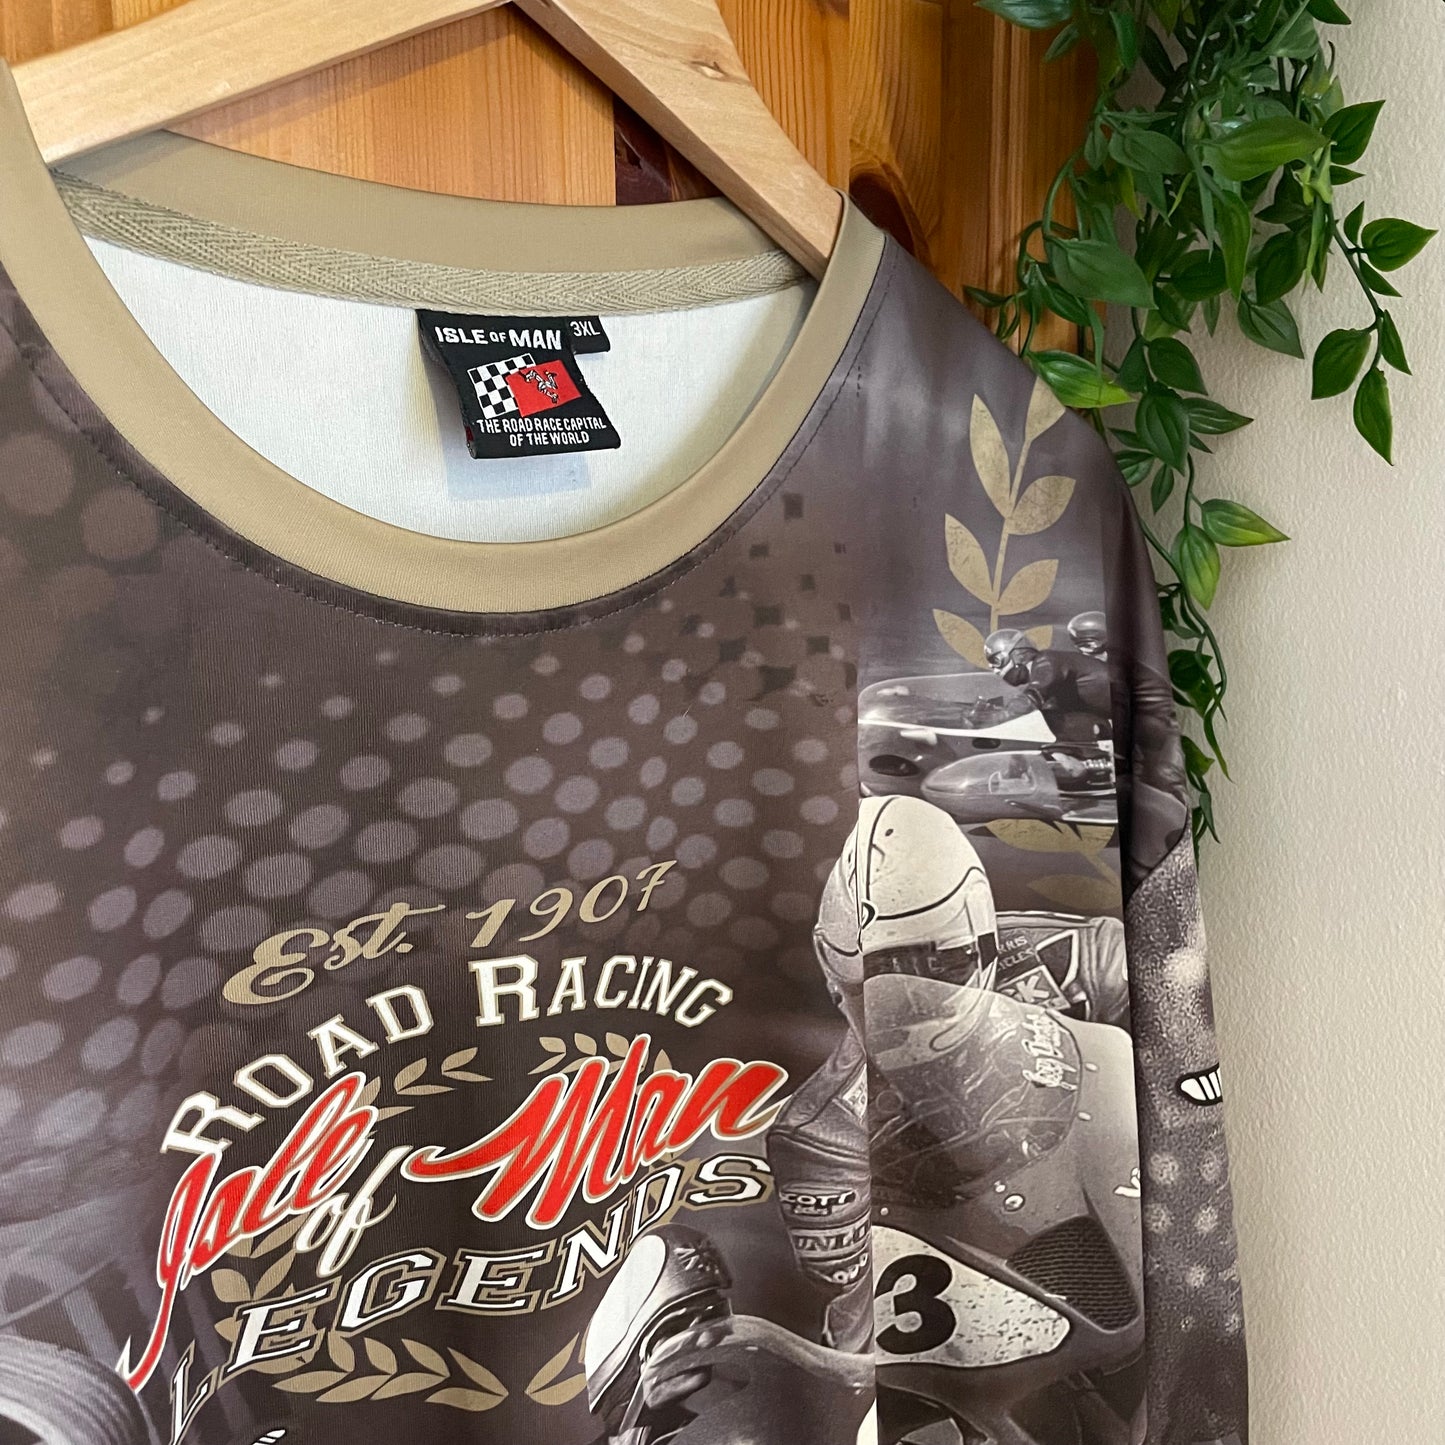 ISLE OF MAN
3XL
THE ROAD RACE CAPITAL
OF THE WORLD
Est. 1907
ROAD RACING
Isle of Man
LEGENDS
SCOTT
3